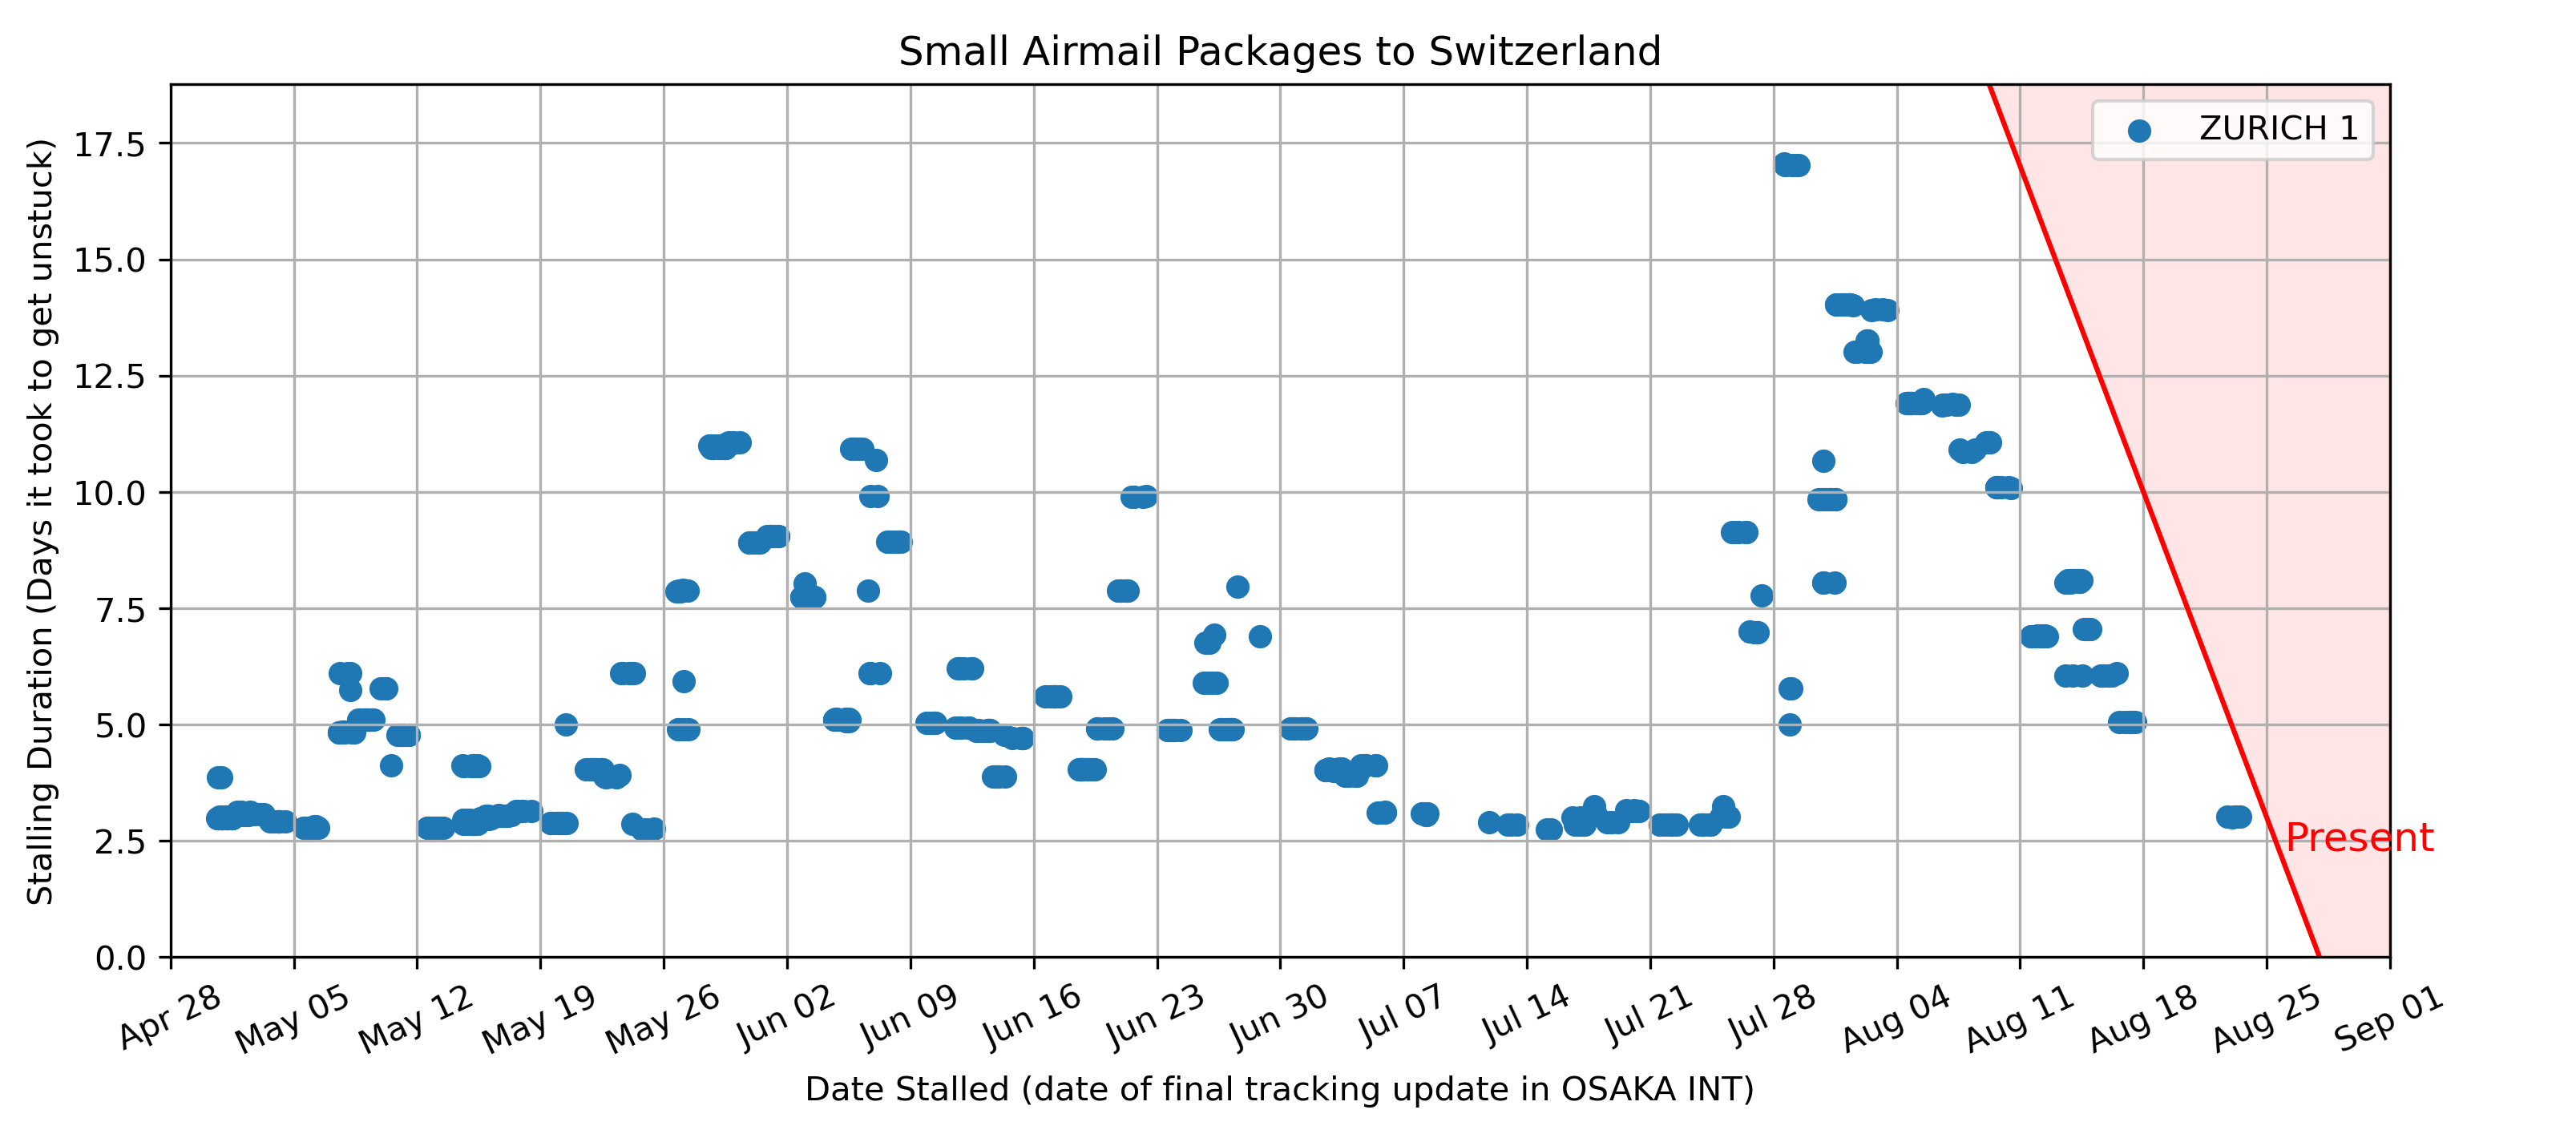 Small Airmail Packages to Switzerland
ZURICH 1
Stalling Duration (Days it took to get unstuck)
17.5
15.0
12.5
10.0
7.5
5.0
2.5
0.0
Present
Apr 28
May 05
May 12
May 19
May 26
Jun 02
Jun 09
Jun 16
Jun 23
Jun 30
Jul 07
Jul 14
Jul 21
Jul 28
Aug 04
Aug 11
Aug 18
Aug 25
Sep 01
Date Stalled (date of final tracking update in OSAKA INT)